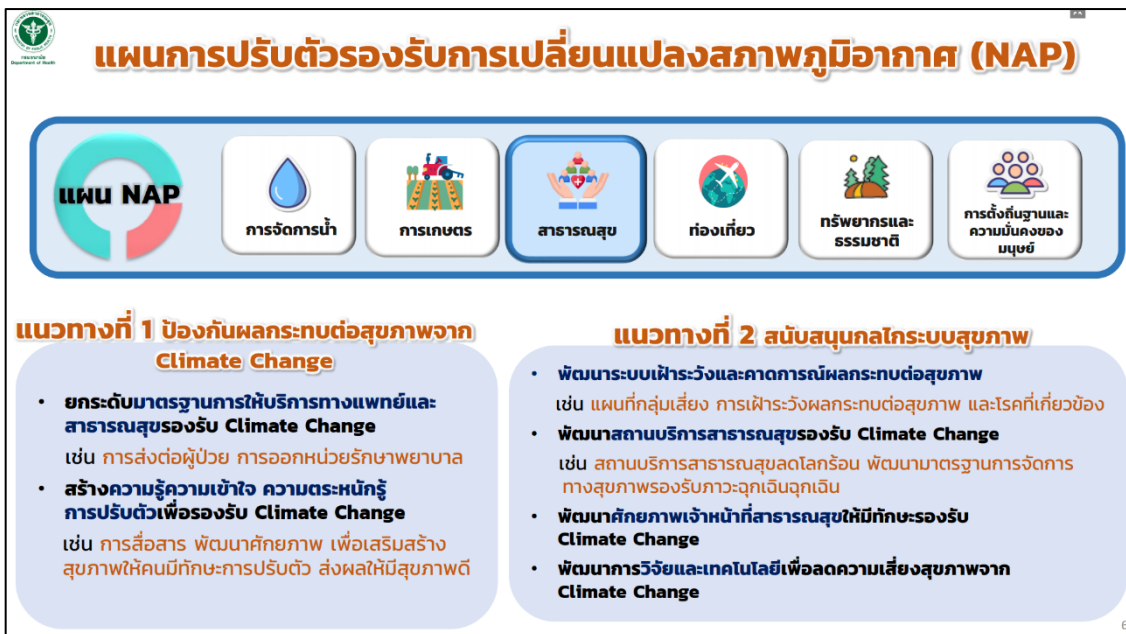 กรมอนามัย
Department of Health
แผนการปรับตัวรองรับการเปลี่ยนแปลงสภาพภูมิอากาศ (NAP)
แผน NAP
การจัดการน้ำ
การเกษตร
สาธารณสุข
ท่องเที่ยว
ทรัพยากรและ
ธรรมชาติ
การตั้งถิ่นฐานและ
ความมั่นคงของ
มนุษย์
แนวทางที่ 1 ป้องกันผลกระทบต่อสุขภาพจาก
Climate Change
• ยกระดับมาตรฐานการให้บริการทางแพทย์และ
สาธารณสุขรองรับ Climate Change
เช่น การส่งต่อผู้ป่วย การออกหน่วยรักษาพยาบาล
• สร้างความรู้ความเข้าใจ ความตระหนักรู้
การปรับตัวเพื่อรองรับ Climate Change
เช่น การสื่อสาร พัฒนาศักยภาพ เพื่อเสริมสร้าง
สุขภาพให้คนมีทักษะการปรับตัว ส่งผลให้มีสุขภาพดี
แนวทางที่ 2 สนับสนุนกลไกระบบสุขภาพ
• พัฒนาระบบเฝ้าระวังและคาดการณ์ผลกระทบต่อสุขภาพ
เช่น แผนที่กลุ่มเสี่ยง การเฝ้าระวังผลกระทบต่อสุขภาพ และโรคที่เกี่ยวข้อง
• พัฒนาสถานบริการสาธารณสุขรองรับ Climate Change
เช่น สถานบริการสาธารณสุขลดโลกร้อน พัฒนามาตรฐานการจัดการ
ทางสุขภาพรองรับภาวะฉุกเฉินฉุกเฉิน
• พัฒนาศักยภาพเจ้าหน้าที่สาธารณสุขให้มีทักษะรองรับ
Climate Change
• พัฒนาการวิจัยและเทคโนโลยีเพื่อลดความเสี่ยงสุขภาพจาก
Climate Change
6